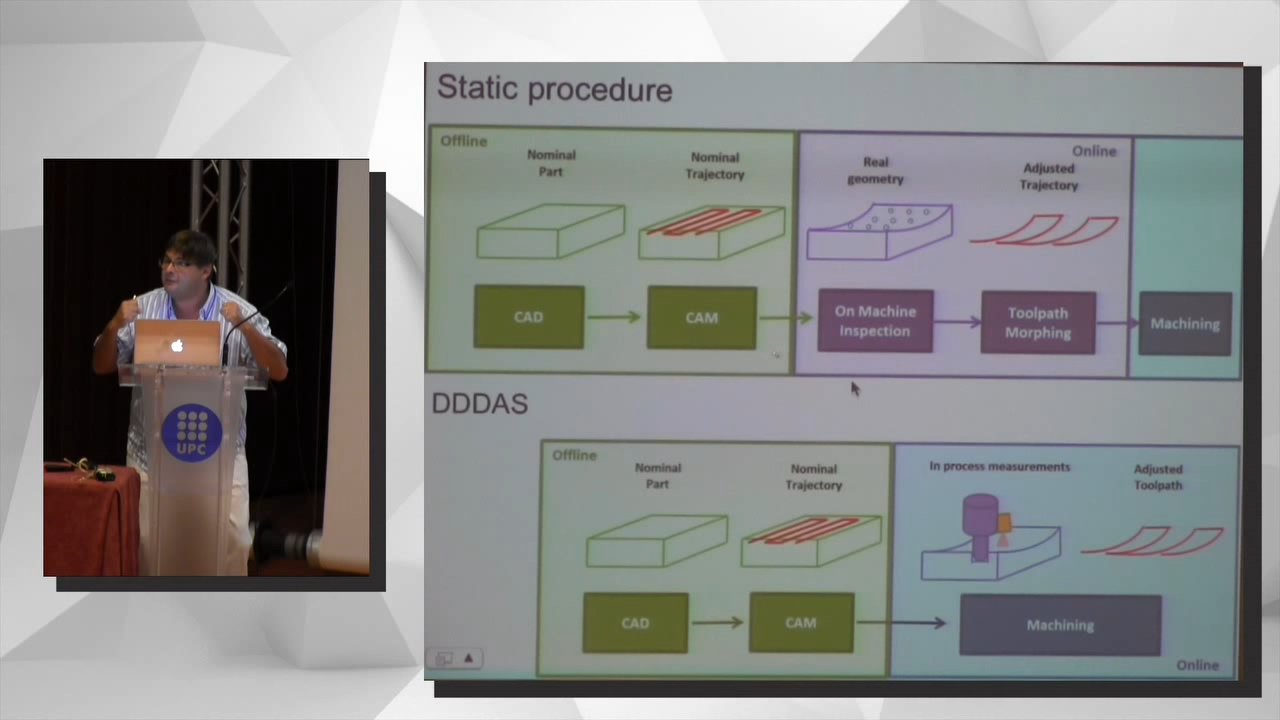 Static procedure
Offline
Nominal
Part
Nominal
Trajectory
Real
geometry
Online
Adjusted
Trajectory
CAD
CAM
On Machine
Inspection
Toolpath
Morphing
Machining
DDDAS
Offline
Nominal
Part
Nominal
Trajectory
In process measurements
Adjusted
Toolpath
CAD
CAM
Machining
Online
UPC